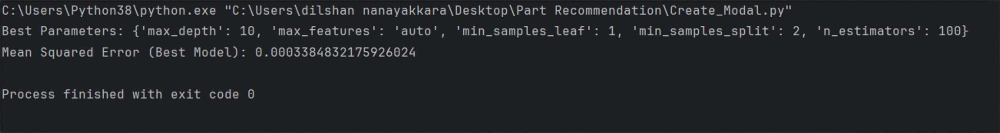 C:\Users\Python38\python.exe "C:\Users\dilshan nanayakkara\Desktop\Part Recommendation\Create_Modal.py"
Best Parameters: {'max_depth': 10, 'max_features': 'auto', 'min_samples_leaf': 1, 'min_samples_split': 2, 'n_estimators': 100}
Mean Squared Error (Best Model): 0.0003384832175926024
Process finished with exit code 0